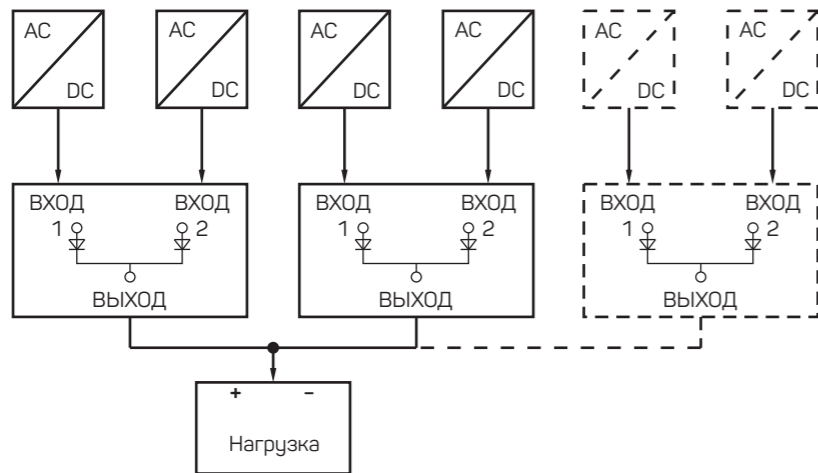 AC AC AC AC AC AC
DC DC DC DC DC DC
ВХОД ВХОД ВХОД ВХОД ВХОД ВХОД
1 2 1 2 1 2
ВЫХОД ВЫХОД ВЫХОД
+ −
Нагрузка